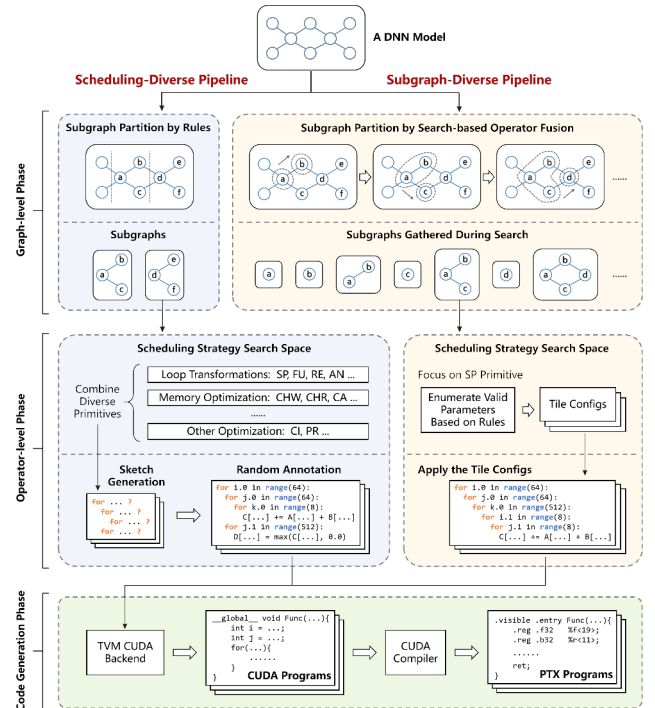 A DNN Model
Scheduling-Diverse Pipeline
Subgraph-Diverse Pipeline
Graph-level Phase
Subgraph Partition by Rules
b
e
a
d
c
f
Subgraphs
b
a
c
e
d
f
Subgraph Partition by Search-based Operator Fusion
b
e
a
d
c
f
b
e
a
d
c
f
b
e
a
d
c
f
......
Subgraphs Gathered During Search
a
b
b
a
c
b
a
c
d
b
a
d
c
......
Operator-level Phase
Scheduling Strategy Search Space
Combine
Diverse
Primitives
Loop Transformations: SP, FU, RE, AN ...
Memory Optimization: CHW, CHR, CA ...
......
Other Optimization: CI, PR ...
Sketch
Generation
for ... ?
for ... ?
for ... ?
for ... ?
Random Annotation
for i.0 in range(64):
for j.0 in range(64):
for k.0 in range(8):
C[...] += A[...] + B[...]
for j.1 in range(512):
D[...] = max(C[...], 0.0)
Scheduling Strategy Search Space
Focus on SP Primitive
Enumerate Valid
Parameters
Based on Rules
Tile Configs
Apply the Tile Configs
for i.0 in range(64):
for j.0 in range(64):
for k.0 in range(512):
for i.1 in range(8):
for j.1 in range(8):
C[...] += A[...] + B[...]
Code Generation Phase
TVM CUDA
Backend
__global__ void Func(...){
int i = ...;
int j = ...;
for(...){
......
}
}
CUDA Programs
CUDA
Compiler
.visible .entry Func(...){
.reg .f32 %f<19>;
.reg .b32 %r<11>;
......
ret;
}
PTX Programs